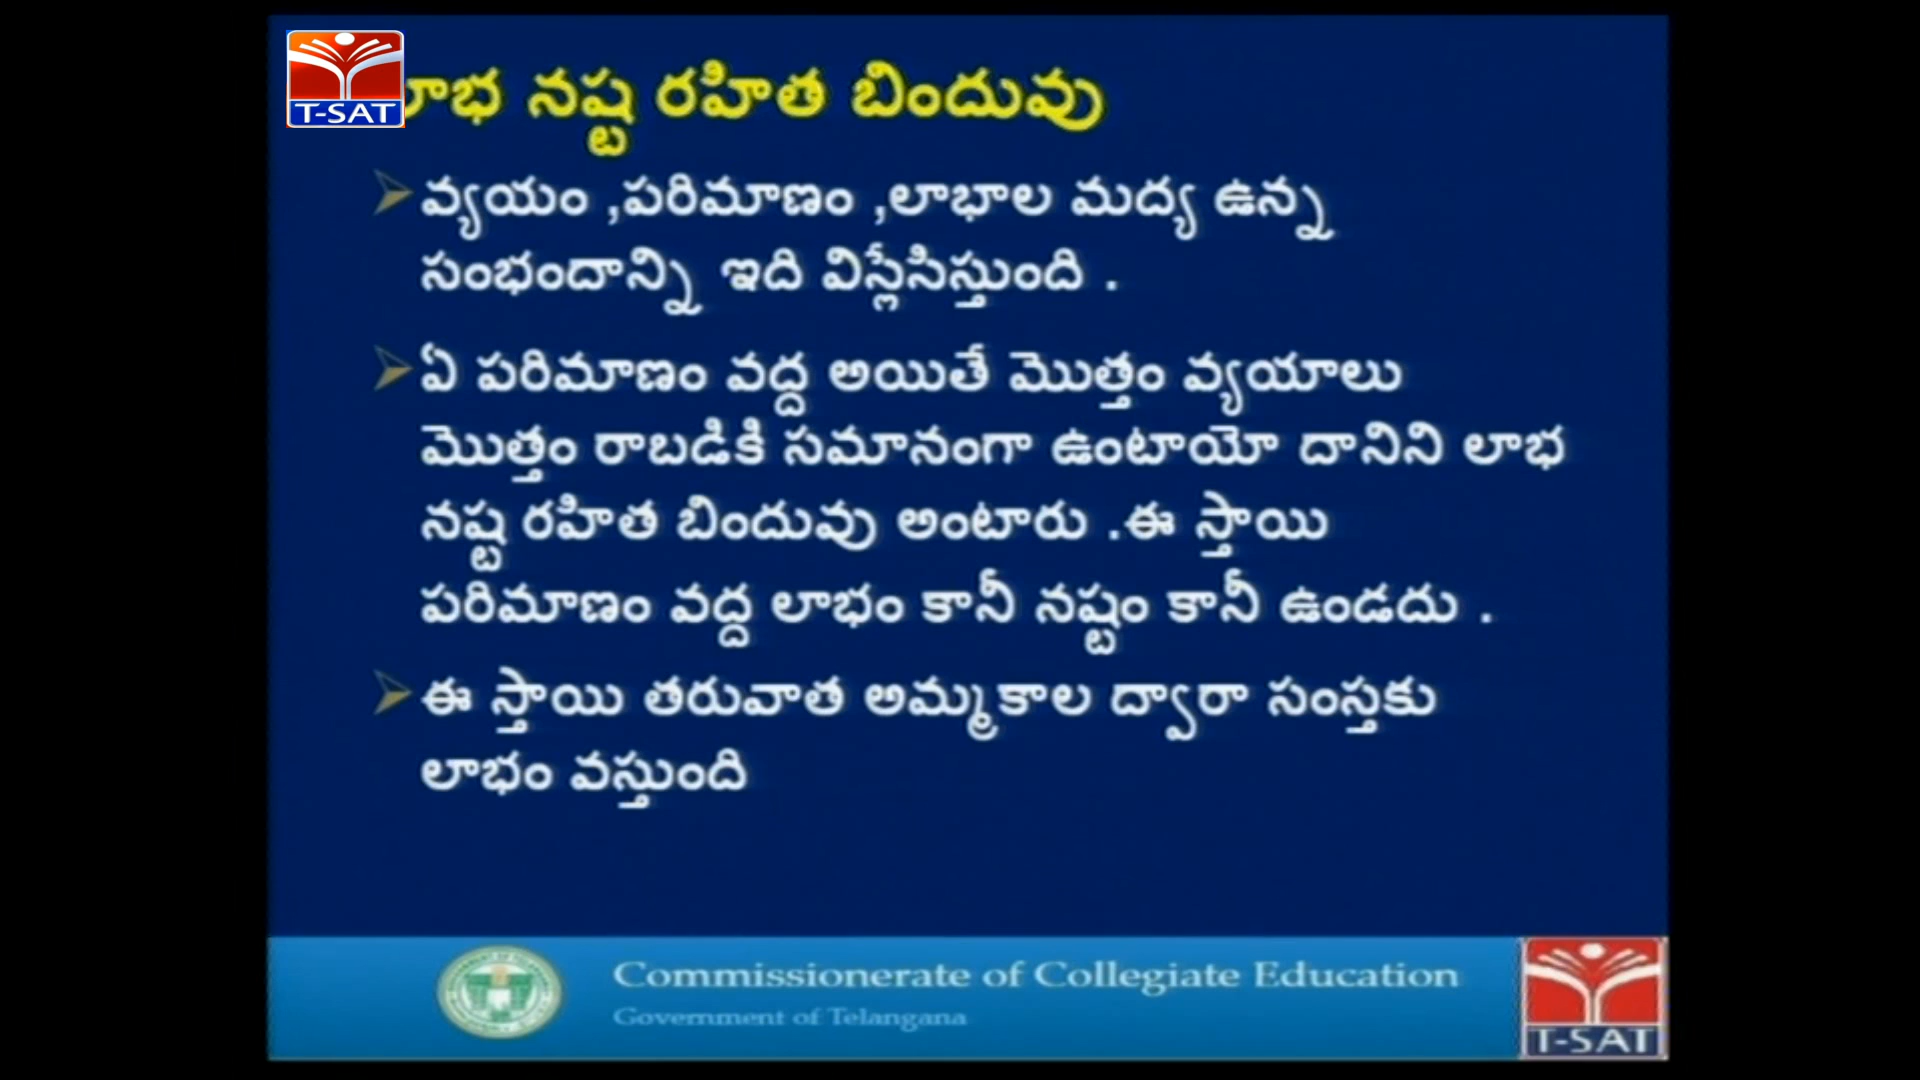 T-SAT
లాభ నష్ట రహిత బిందువు
వ్యయం ,పరిమాణం ,లాభాల మద్య ఉన్న
సంభందాన్ని ఇది విస్లేసిస్తుంది .
ఏ పరిమాణం వద్ద అయితే మొత్తం వ్యయాలు
మొత్తం రాబడికి సమానంగా ఉంటాయో దానిని లాభ
నష్ట రహిత బిందువు అంటారు .ఈ స్తాయి
పరిమాణం వద్ద లాభం కానీ నష్టం కానీ ఉండదు .
ఈ స్తాయి తరువాత అమ్మకాల ద్వారా సంస్తకు
లాభం వస్తుంది
Commissionerate of Collegiate Education
Government of Telangana
T-SAT